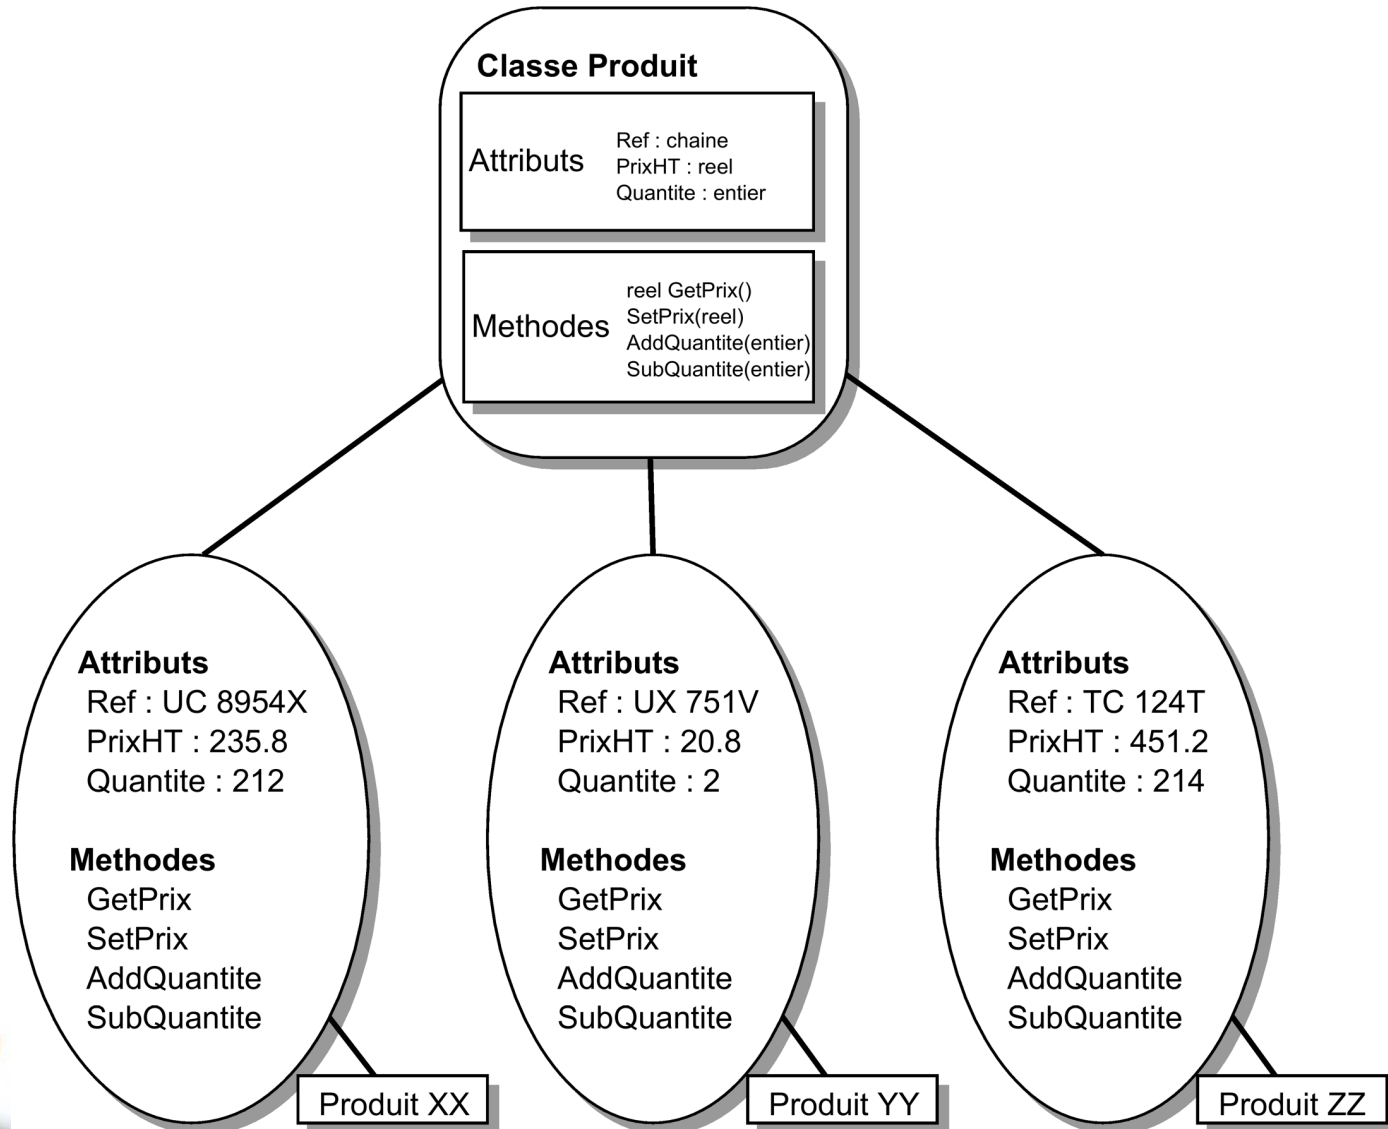 Classe Produit
Attributs
Ref : chaine
PrixHT : reel
Quantite : entier
Methodes
reel GetPrix()
SetPrix(reel)
AddQuantite(entier)
SubQuantite(entier)
Attributs
Ref : UC 8954X
PrixHT : 235.8
Quantite : 212
Methodes
GetPrix
SetPrix
AddQuantite
SubQuantite
Produit XX
Attributs
Ref : UX 751V
PrixHT : 20.8
Quantite : 2
Methodes
GetPrix
SetPrix
AddQuantite
SubQuantite
Produit YY
Attributs
Ref : TC 124T
PrixHT : 451.2
Quantite : 214
Methodes
GetPrix
SetPrix
AddQuantite
SubQuantite
Produit ZZ